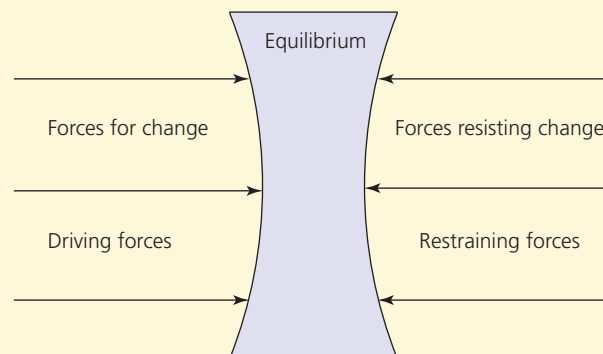 Equilibrium
Forces for change
Forces resisting change
Driving forces
Restraining forces